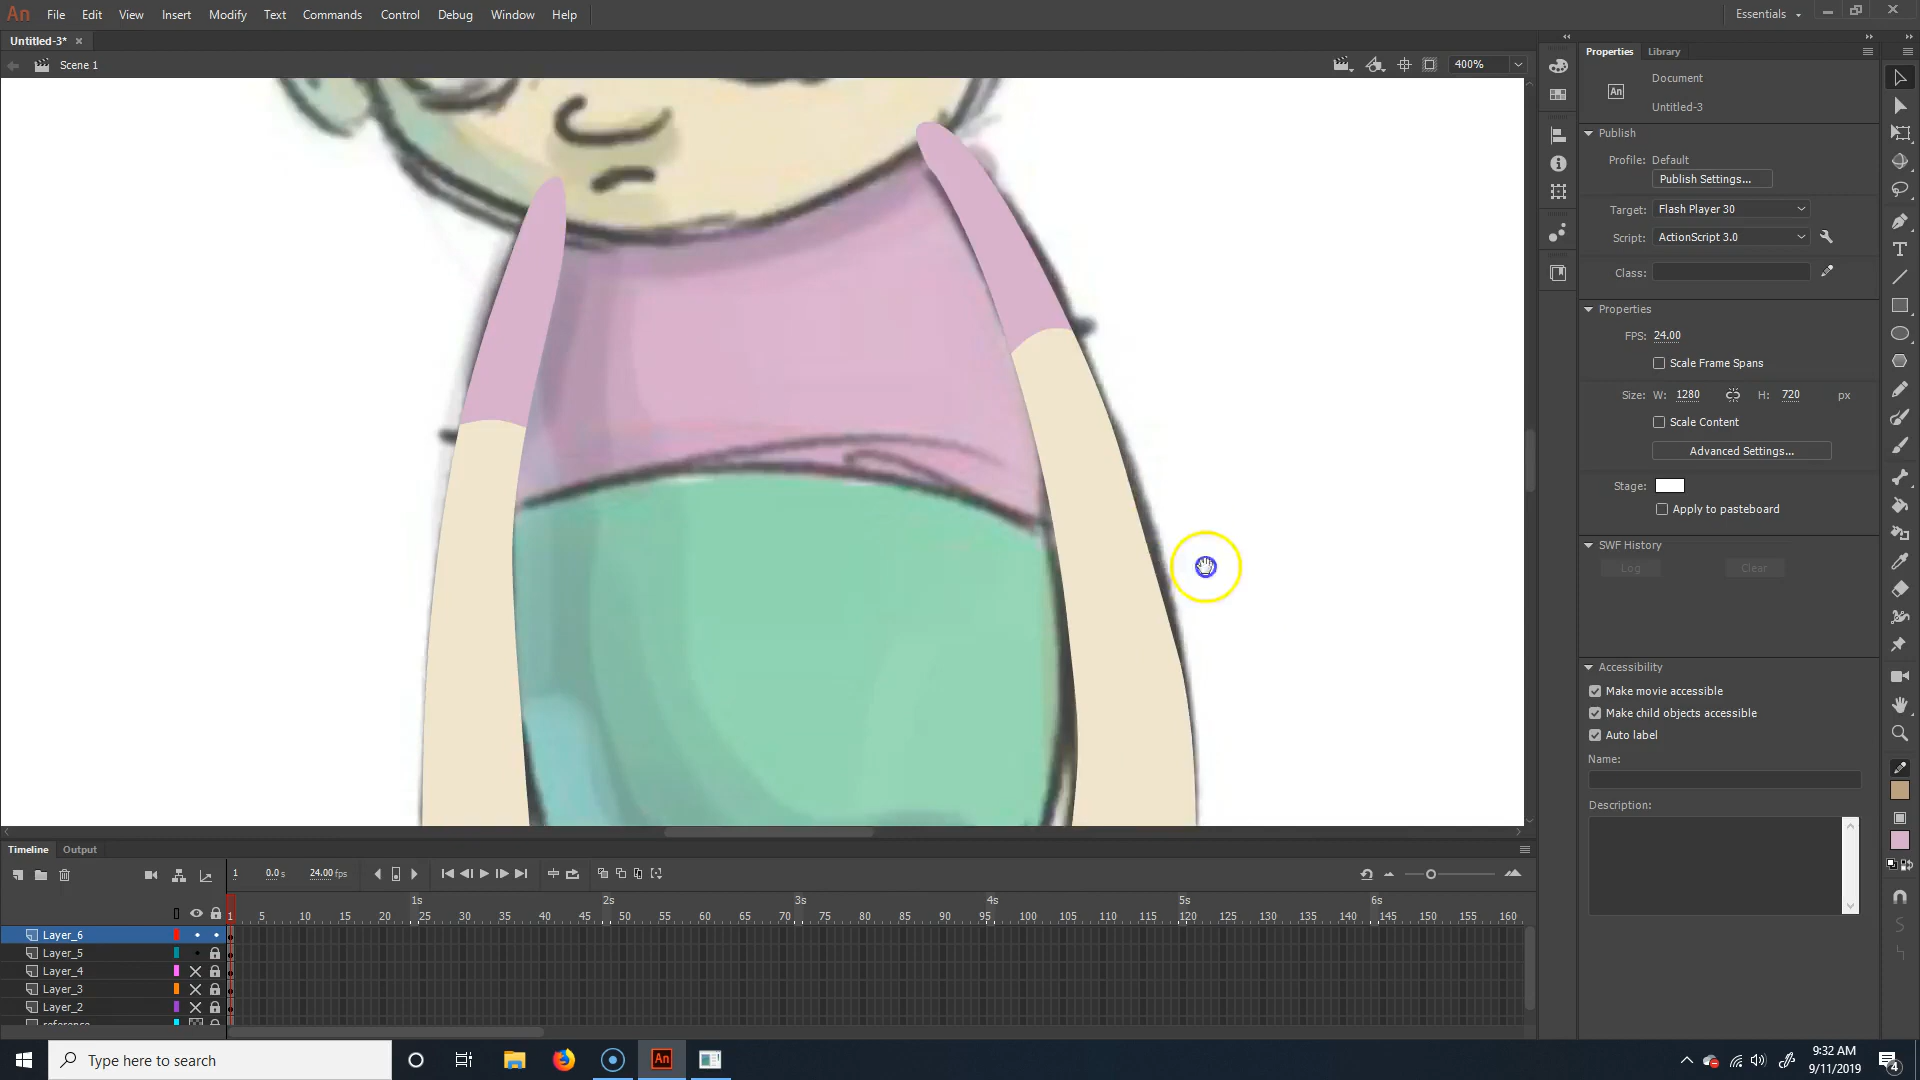 An File Edit View Insert Modify Text Commands Control Debug Window Help Essentials
Untitled-3* ×
Scene 1 400%
Properties Library
Document
An Untitled-3
Publish
Profile: Default
Publish Settings...
Target: Flash Player 30
Script: ActionScript 3.0
Class:
Properties
FPS: 24.00
Scale Frame Spans
Size: W: 1280 H: 720 px
Scale Content
Advanced Settings...
Stage:
Apply to pasteboard
SWF History
Log Clear
Accessibility
Make movie accessible
Make child objects accessible
Auto label
Name:
Description:
Timeline Output
1 0.0 s 24.00 fps
1s 2s 3s 4s 5s 6s
1 5 10 15 20 25 30 35 40 45 50 55 60 65 70 75 80 85 90 95 100 105 110 115 120 125 130 135 140 145 150 155 160
Layer_6
Layer_5
Layer_4
Layer_3
Layer_2
reference
Type here to search An 9:32 AM
9/11/2019 4